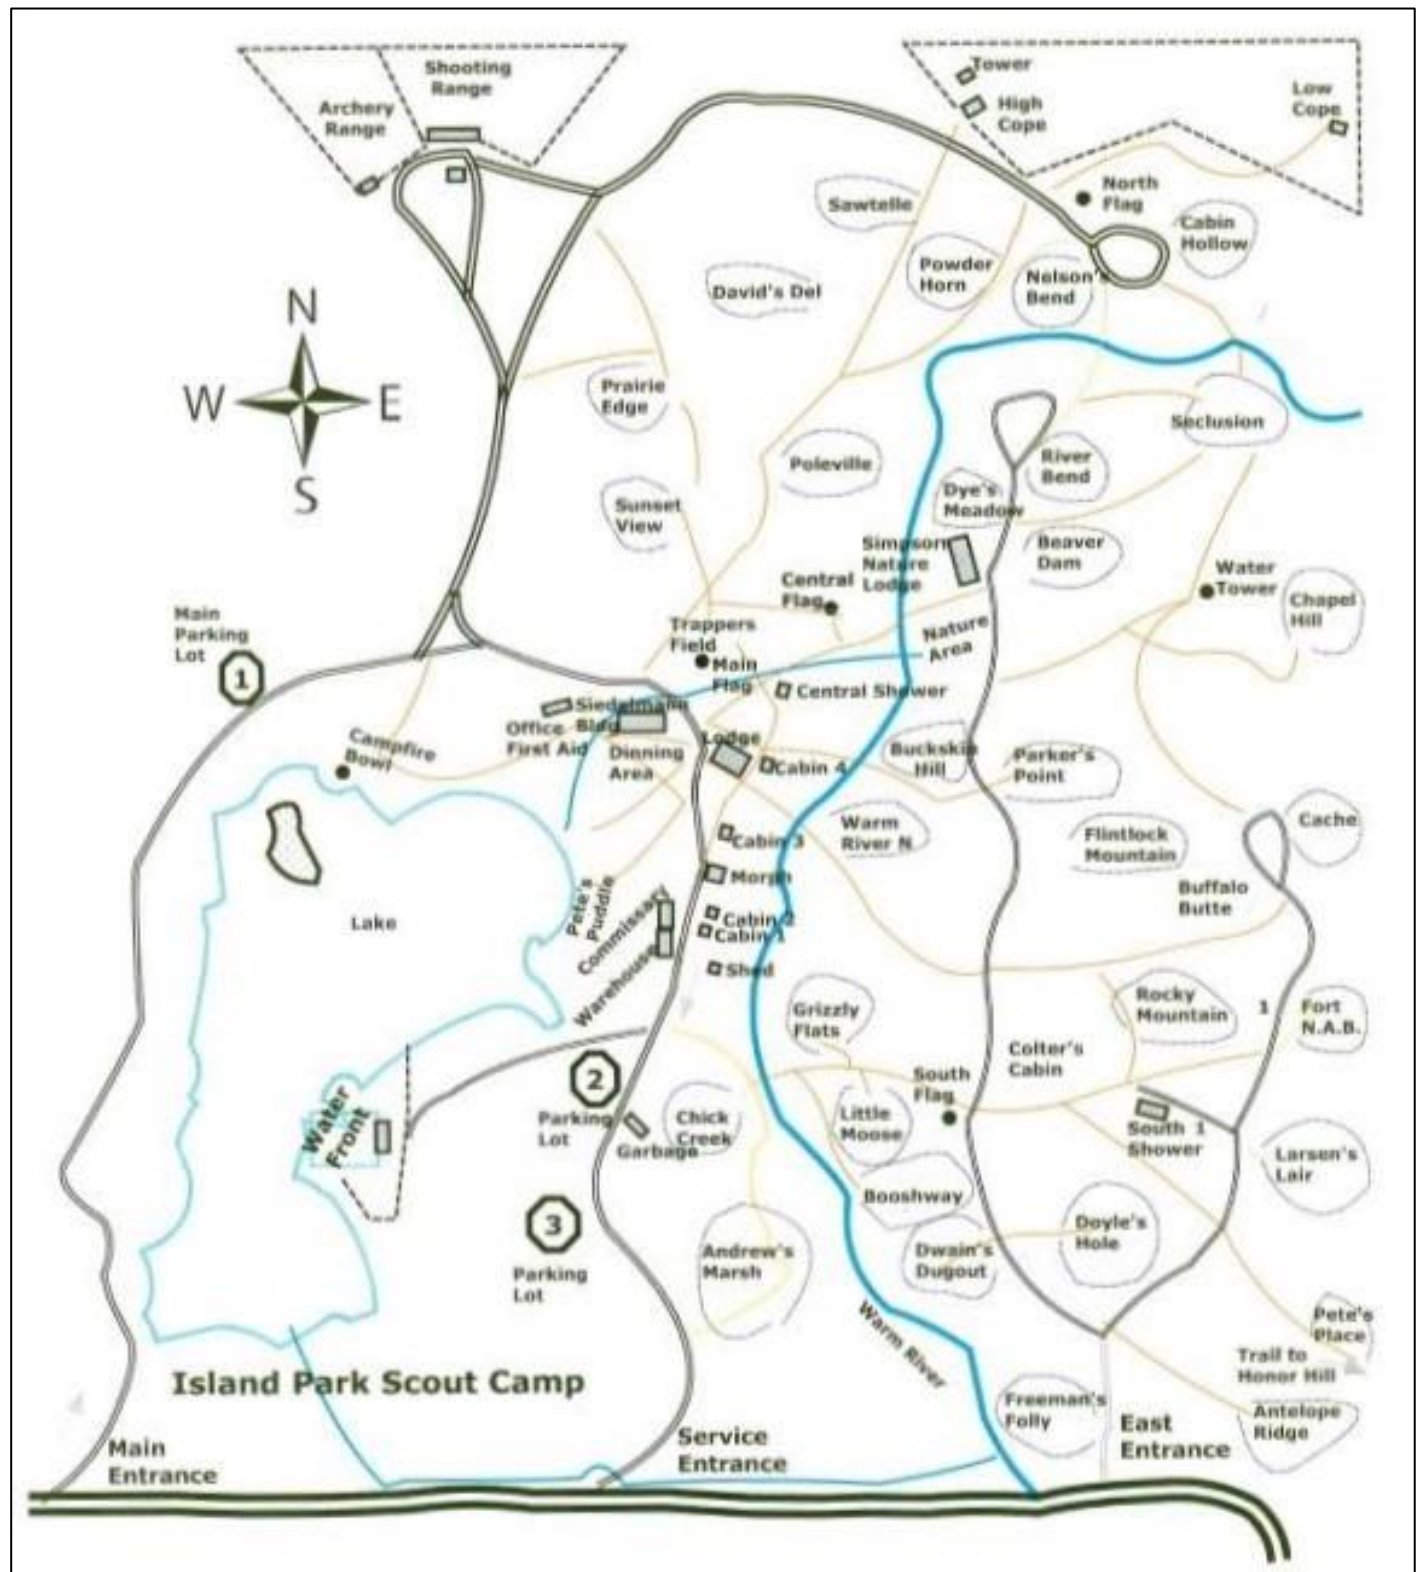 Shooting
Range
Archery
Range
Tower
High
Cope
Low
Cope
North
Flag
Cabin
Hollow
Sawtelle
Powder
Horn
Nelson's
Bend
David's Del
N
W
E
S
Prairie
Edge
Seclusion
Poleville
River
Bend
Dye's
Meadow
Sunset
View
Simpson
Nature
Lodge
Beaver
Dam
Central
Flag
Water
Tower
Chapel
Hill
Main
Parking
Lot
1
Trappers
Field
Main
Flag
Nature
Area
Central Shower
Siedelmann
Bldg
Office
First Aid
Dinning
Area
Lodge
Cabin 4
Campfire
Bowl
Buckskin
Hill
Parker's
Point
Cabin 3
Warm
River N
Flintlock
Mountain
Cache
Morph
Buffalo
Butte
Lake
Pete's
Puddle
Commissary
Warehouse
Cabin 2
Cabin 1
Shed
Grizzly
Flats
Rocky
Mountain
1
Fort
N.A.B.
Colter's
Cabin
2
Parking
Lot
South
Flag
Water
Front
Chick
Creek
Garbage
Little
Moose
South 1
Shower
Larsen's
Lair
Booshway
3
Parking
Lot
Andrew's
Marsh
Dwain's
Dugout
Doyle's
Hole
Warm River
Pete's
Place
Trail to
Honor Hill
Island Park Scout Camp
Freeman's
Folly
East
Entrance
Antelope
Ridge
Main
Entrance
Service
Entrance